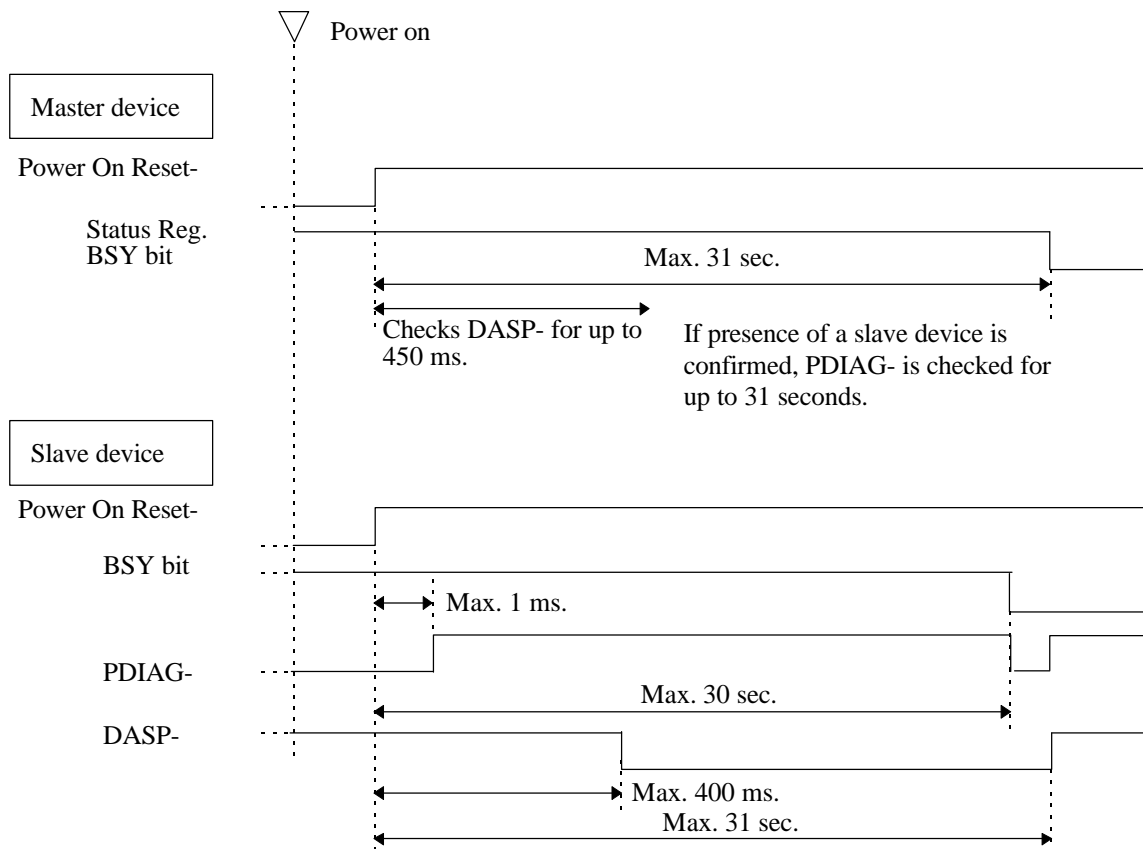 Power on
Master device
Power On Reset-
Status Reg.
BSY bit
Max. 31 sec.
Checks DASP- for up to
450 ms.
If presence of a slave device is
confirmed, PDIAG- is checked for
up to 31 seconds.
Slave device
Power On Reset-
BSY bit
Max. 1 ms.
PDIAG-
Max. 30 sec.
DASP-
Max. 400 ms.
Max. 31 sec.